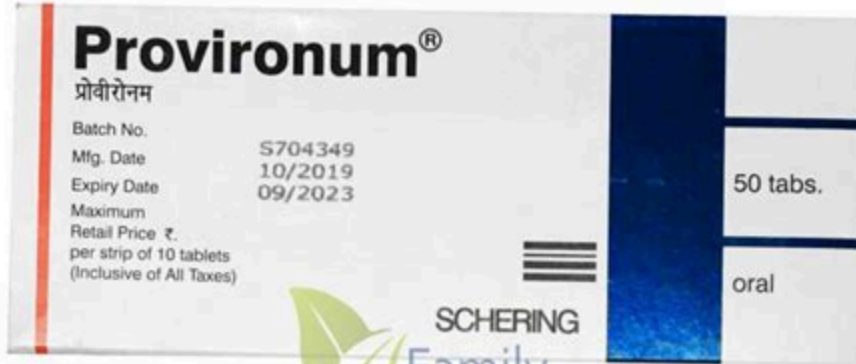 Provironum®
प्रोवीरोनम
Batch No.
S704349
Mfg. Date
10/2019
Expiry Date
09/2023
Maximum
Retail Price ₹.
per strip of 10 tablets
(Inclusive of All Taxes)
SCHERING
50 tabs.
oral
Family